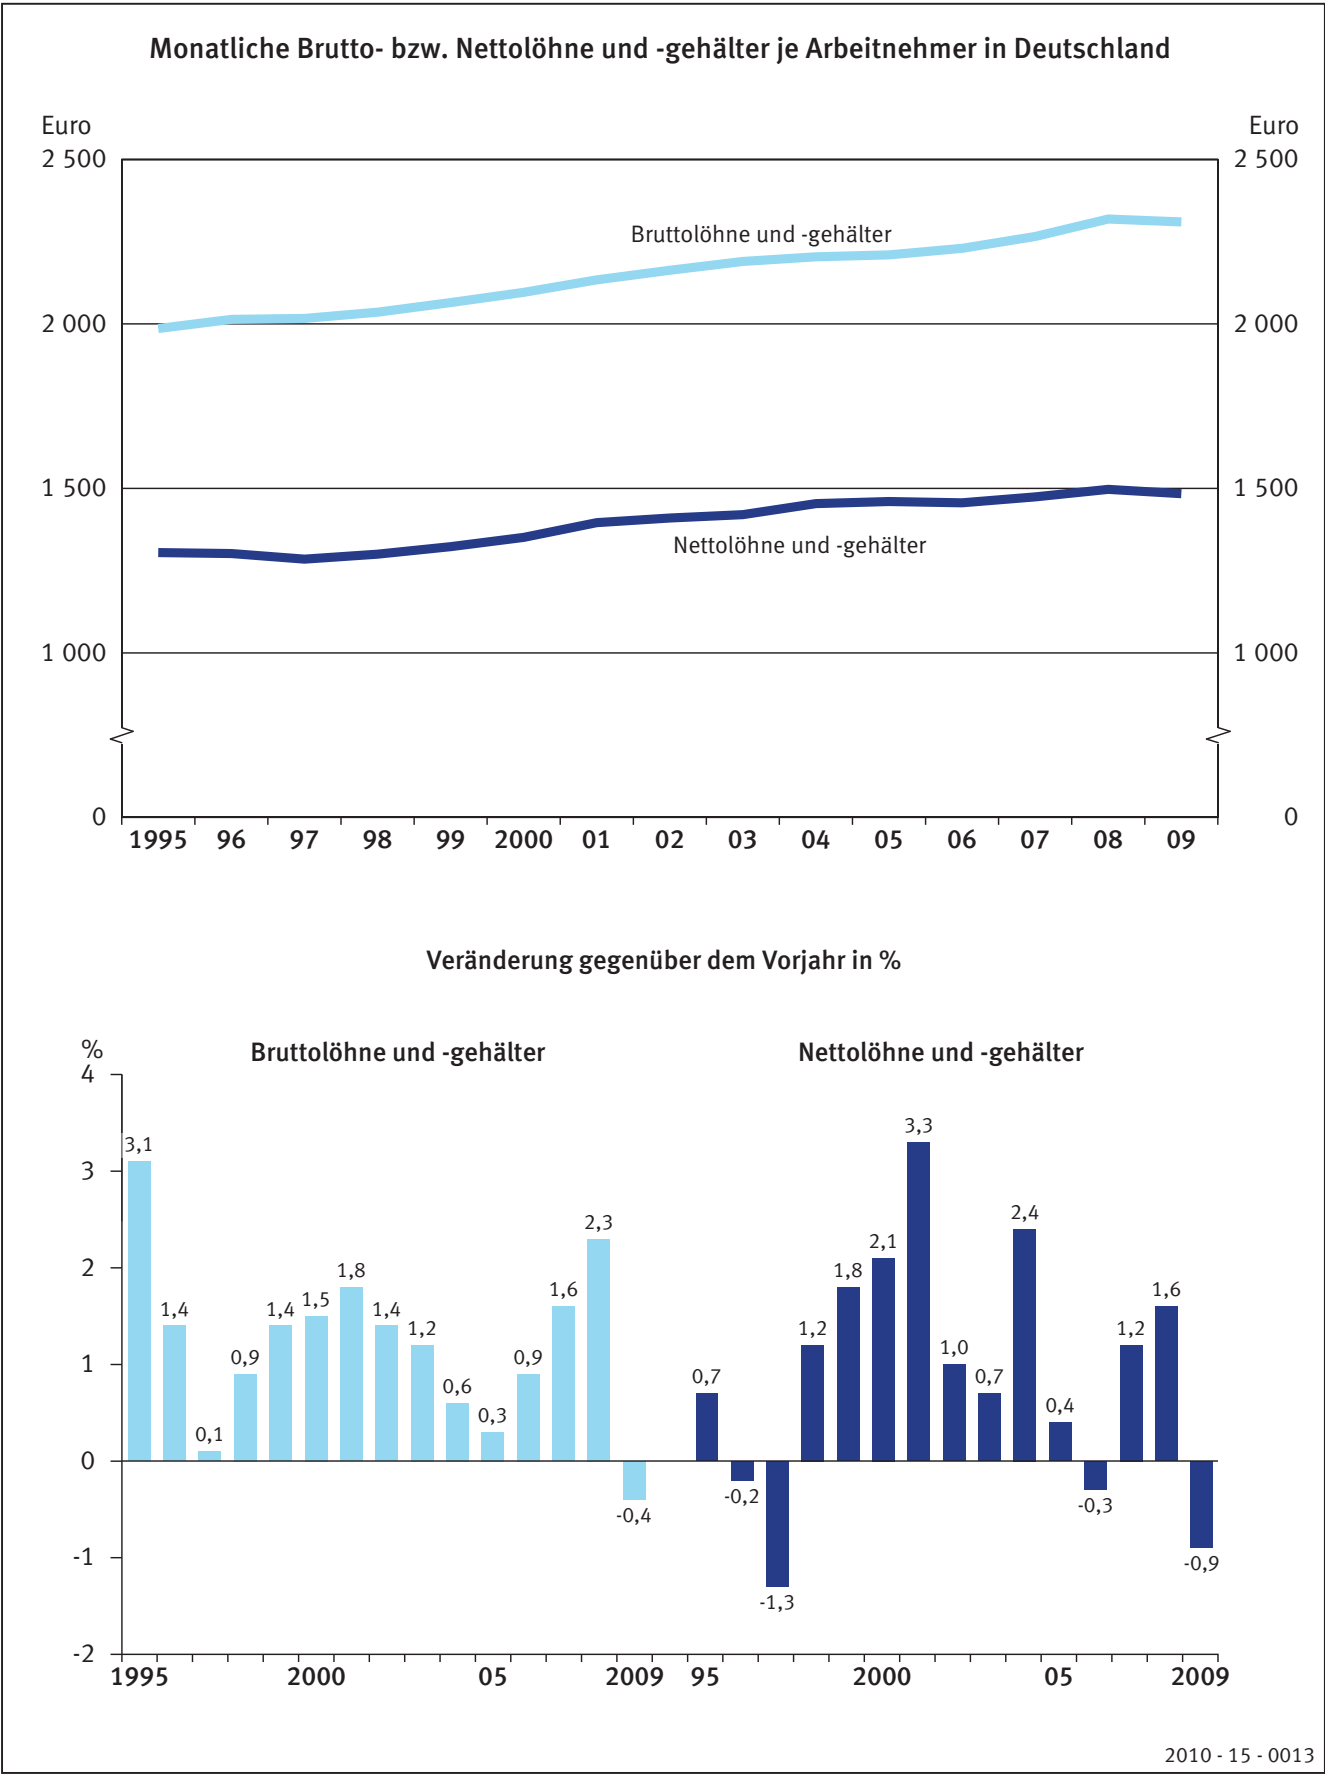 Monatliche Brutto- bzw. Nettolöhne und -gehälter je Arbeitnehmer in Deutschland
Euro Euro
2 500 2 500
Bruttolöhne und -gehälter
2 000 2 000
1 500 1 500
Nettolöhne und -gehälter
1 000 1 000
0 0
1995 96 97 98 99 2000 01 02 03 04 05 06 07 08 09
Veränderung gegenüber dem Vorjahr in %
% Bruttolöhne und -gehälter Nettolöhne und -gehälter
4
3
2
1
0
-1
-2
3,1 1,4 0,1 0,9 1,4 1,5 1,8 1,4 1,2 0,6 0,3 0,9 1,6 2,3 -0,4
0,7 -0,2 -1,3 1,2 1,8 2,1 3,3 1,0 0,7 2,4 0,4 -0,3 1,2 1,6 -0,9
1995 2000 05 2009 95 2000 05 2009
2010 - 15 - 0013